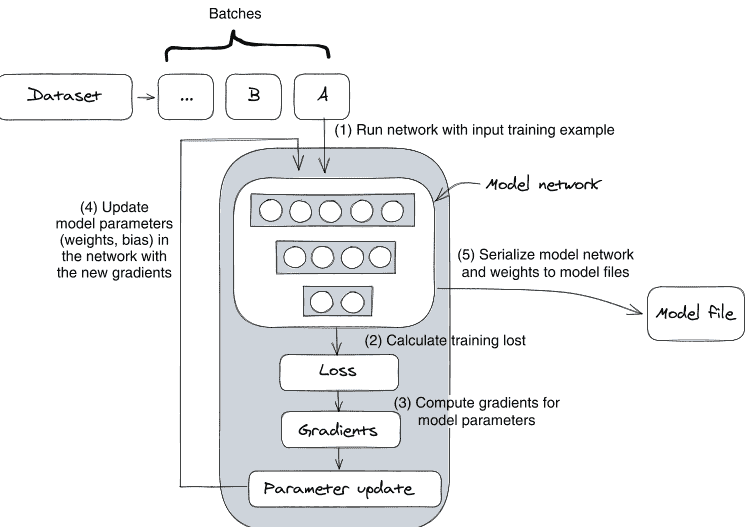 Batches
Dataset
...
B
A
(1) Run network with input training example
Model network
(4) Update
model parameters
(weights, bias) in
the network with
the new gradients
(5) Serialize model network
and weights to model files
Model file
(2) Calculate training lost
Loss
(3) Compute gradients for
model parameters
Gradients
Parameter update